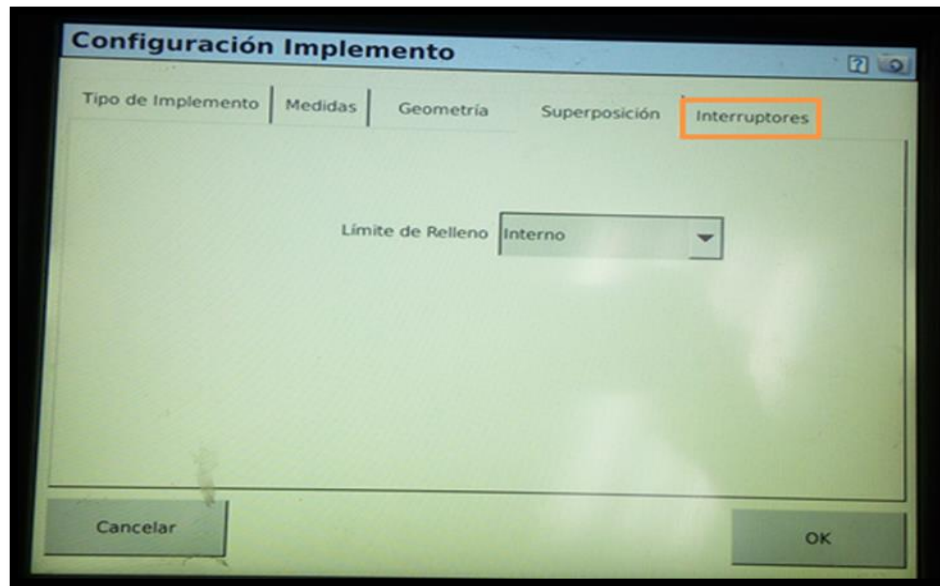 Configuración Implemento
?
Tipo de Implemento Medidas Geometría Superposición Interruptores
Límite de Relleno Interno
Cancelar OK